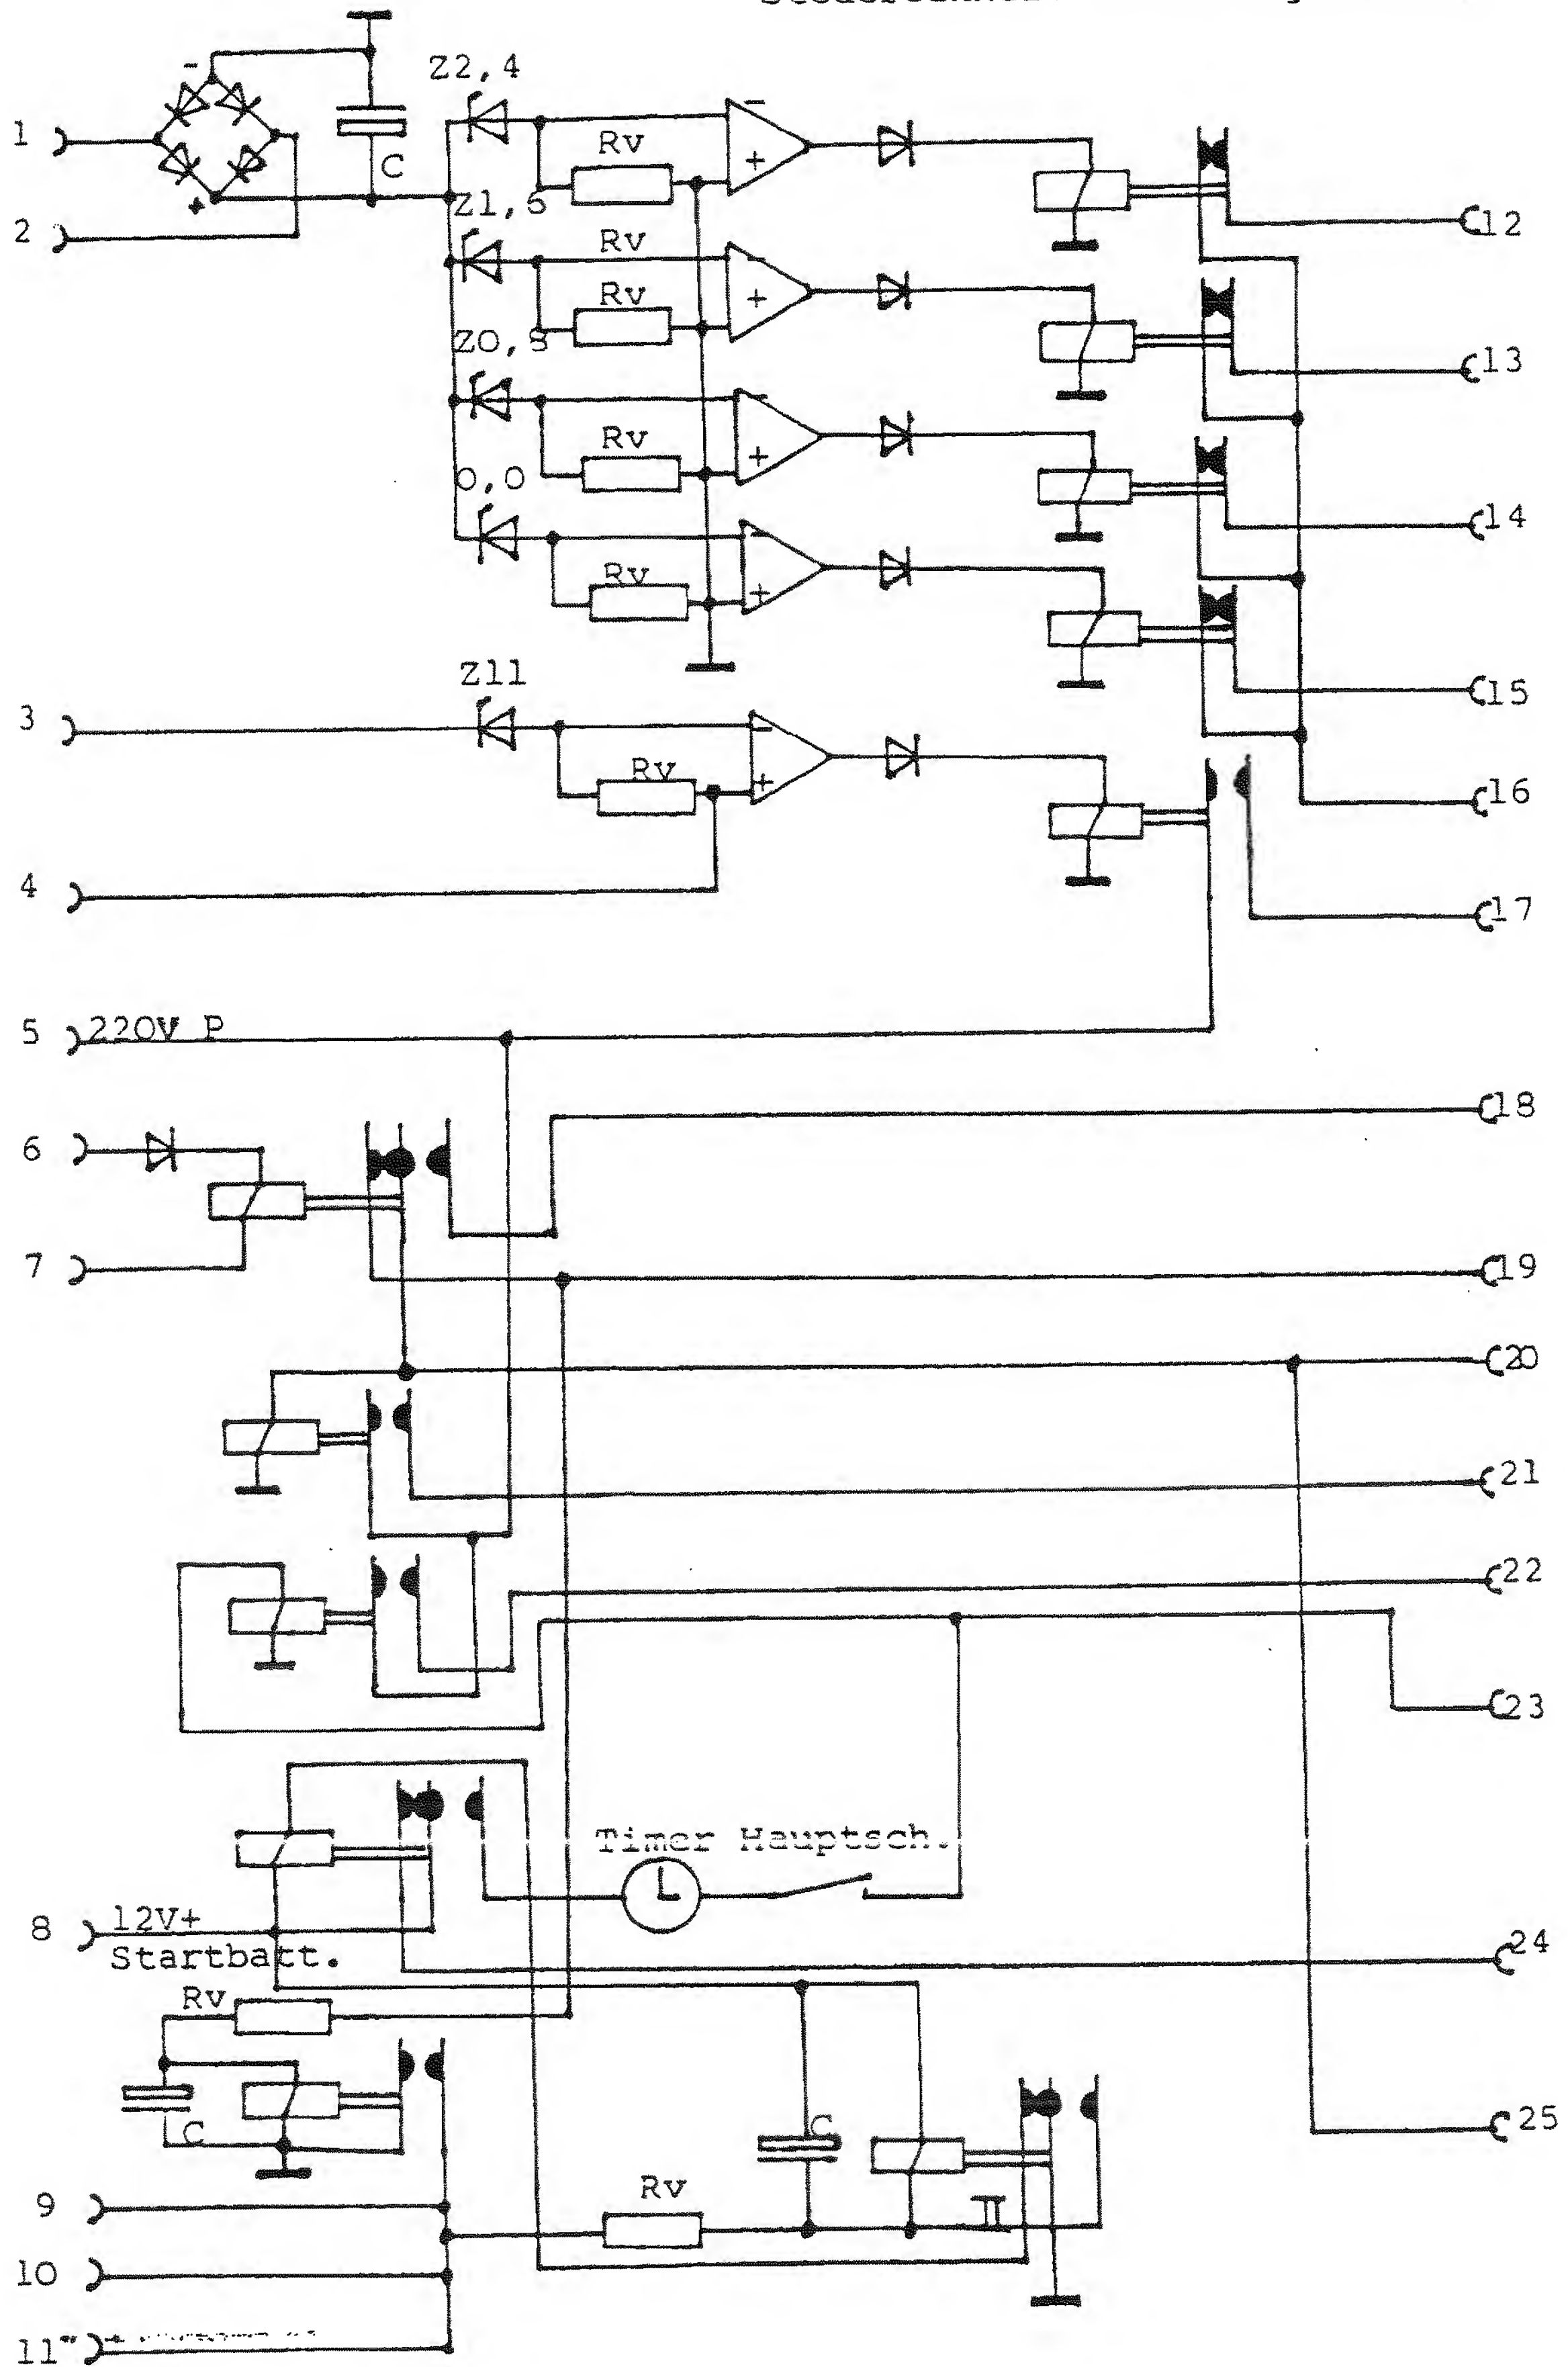 -
Z2,4
-
1
Rv
+
C
+
Z1,6
2
12
Rv
-
Rv
+
13
Z0,8
-
Rv
+
0,0
14
-
Rv
+
Z11
15
3
-
Rv
+
16
4
17
5
220V P
18
6
7
19
20
21
22
23
Timer Hauptsch.
8
12V+
Startbatt.
24
Rv
C
C
25
9
Rv
10
11